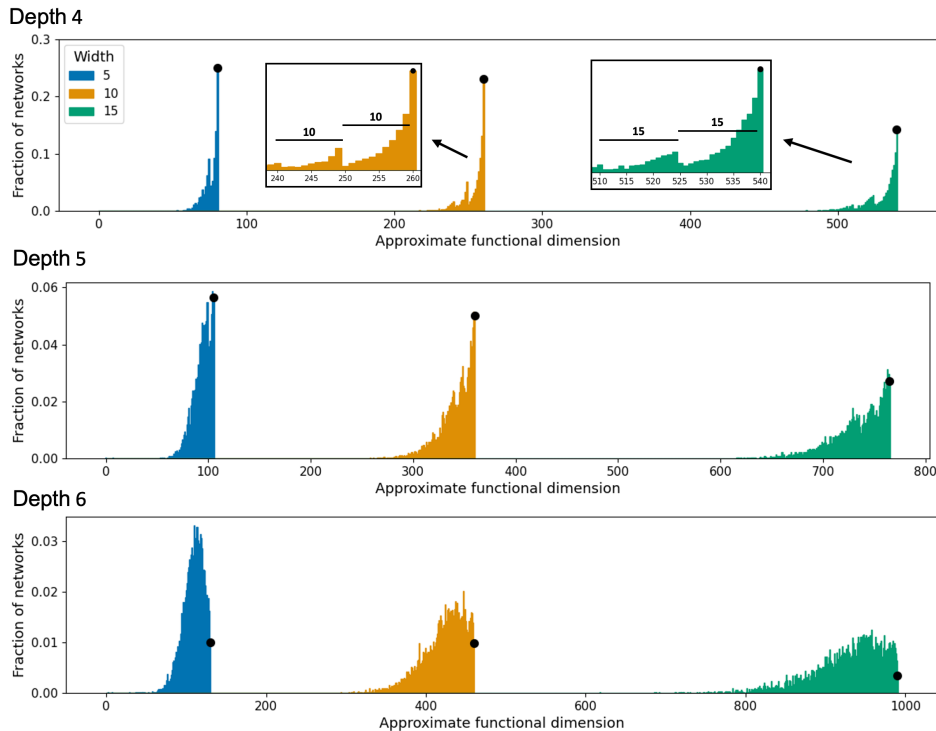 Depth 4
0.3
0.2
0.1
0.0
Fraction of networks
Width
5
10
15
10
10
240 245 250 255 260
15
15
510 515 520 525 530 535 540
0 100 200 300 400 500
Approximate functional dimension
Depth 5
0.06
0.04
0.02
0.00
Fraction of networks
0 100 200 300 400 500 600 700 800
Approximate functional dimension
Depth 6
0.03
0.02
0.01
0.00
Fraction of networks
0 200 400 600 800 1000
Approximate functional dimension